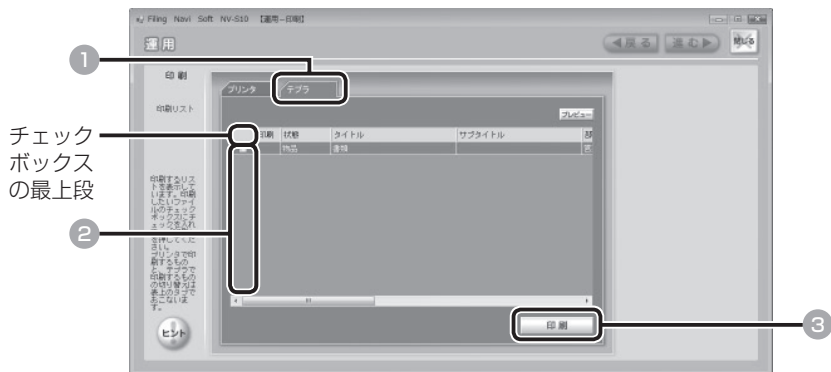 Filing Navi Soft NV-S10 【運用-印刷】
運用
戻る 進む 閉じる
1
印刷
プリンタ テプラ
印刷リスト
プレビュー
チェック
ボックス
の最上段
印刷 状態 タイトル サブタイトル 部
物品 書類
印刷するリス
トを表示して
います。印刷
したいファイ
ルのチェック
ボックスにチ
ェックを入れ
を押してくだ
さい。
プリンタで印
刷するもの
と、テプラで
印刷するもの
の切り替えは
表上のタブで
おこないま
す。
2
印刷
3
ヒント